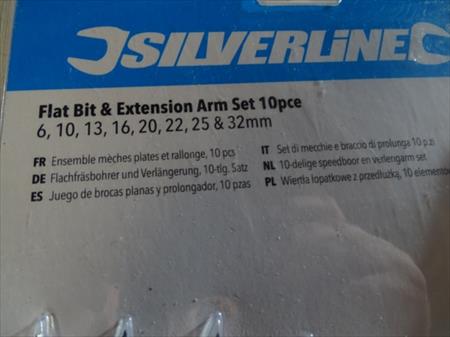 SILVERLINE
Flat Bit & Extension Arm Set 10pce
6, 10, 13, 16, 20, 22, 25 & 32mm
FR Ensemble mèches plates et rallonge, 10 pcs
DE Flachfräsbohrer und Verlängerung, 10-tlg. Satz
ES Juego de brocas planas y prolongador, 10 pzas
IT Set di mecchie e braccio di prolunga 10 pzi
NL 10-delige speedboor en verlengarm set
PL Wiertła łopatkowe z przedłużką, 10 elemento